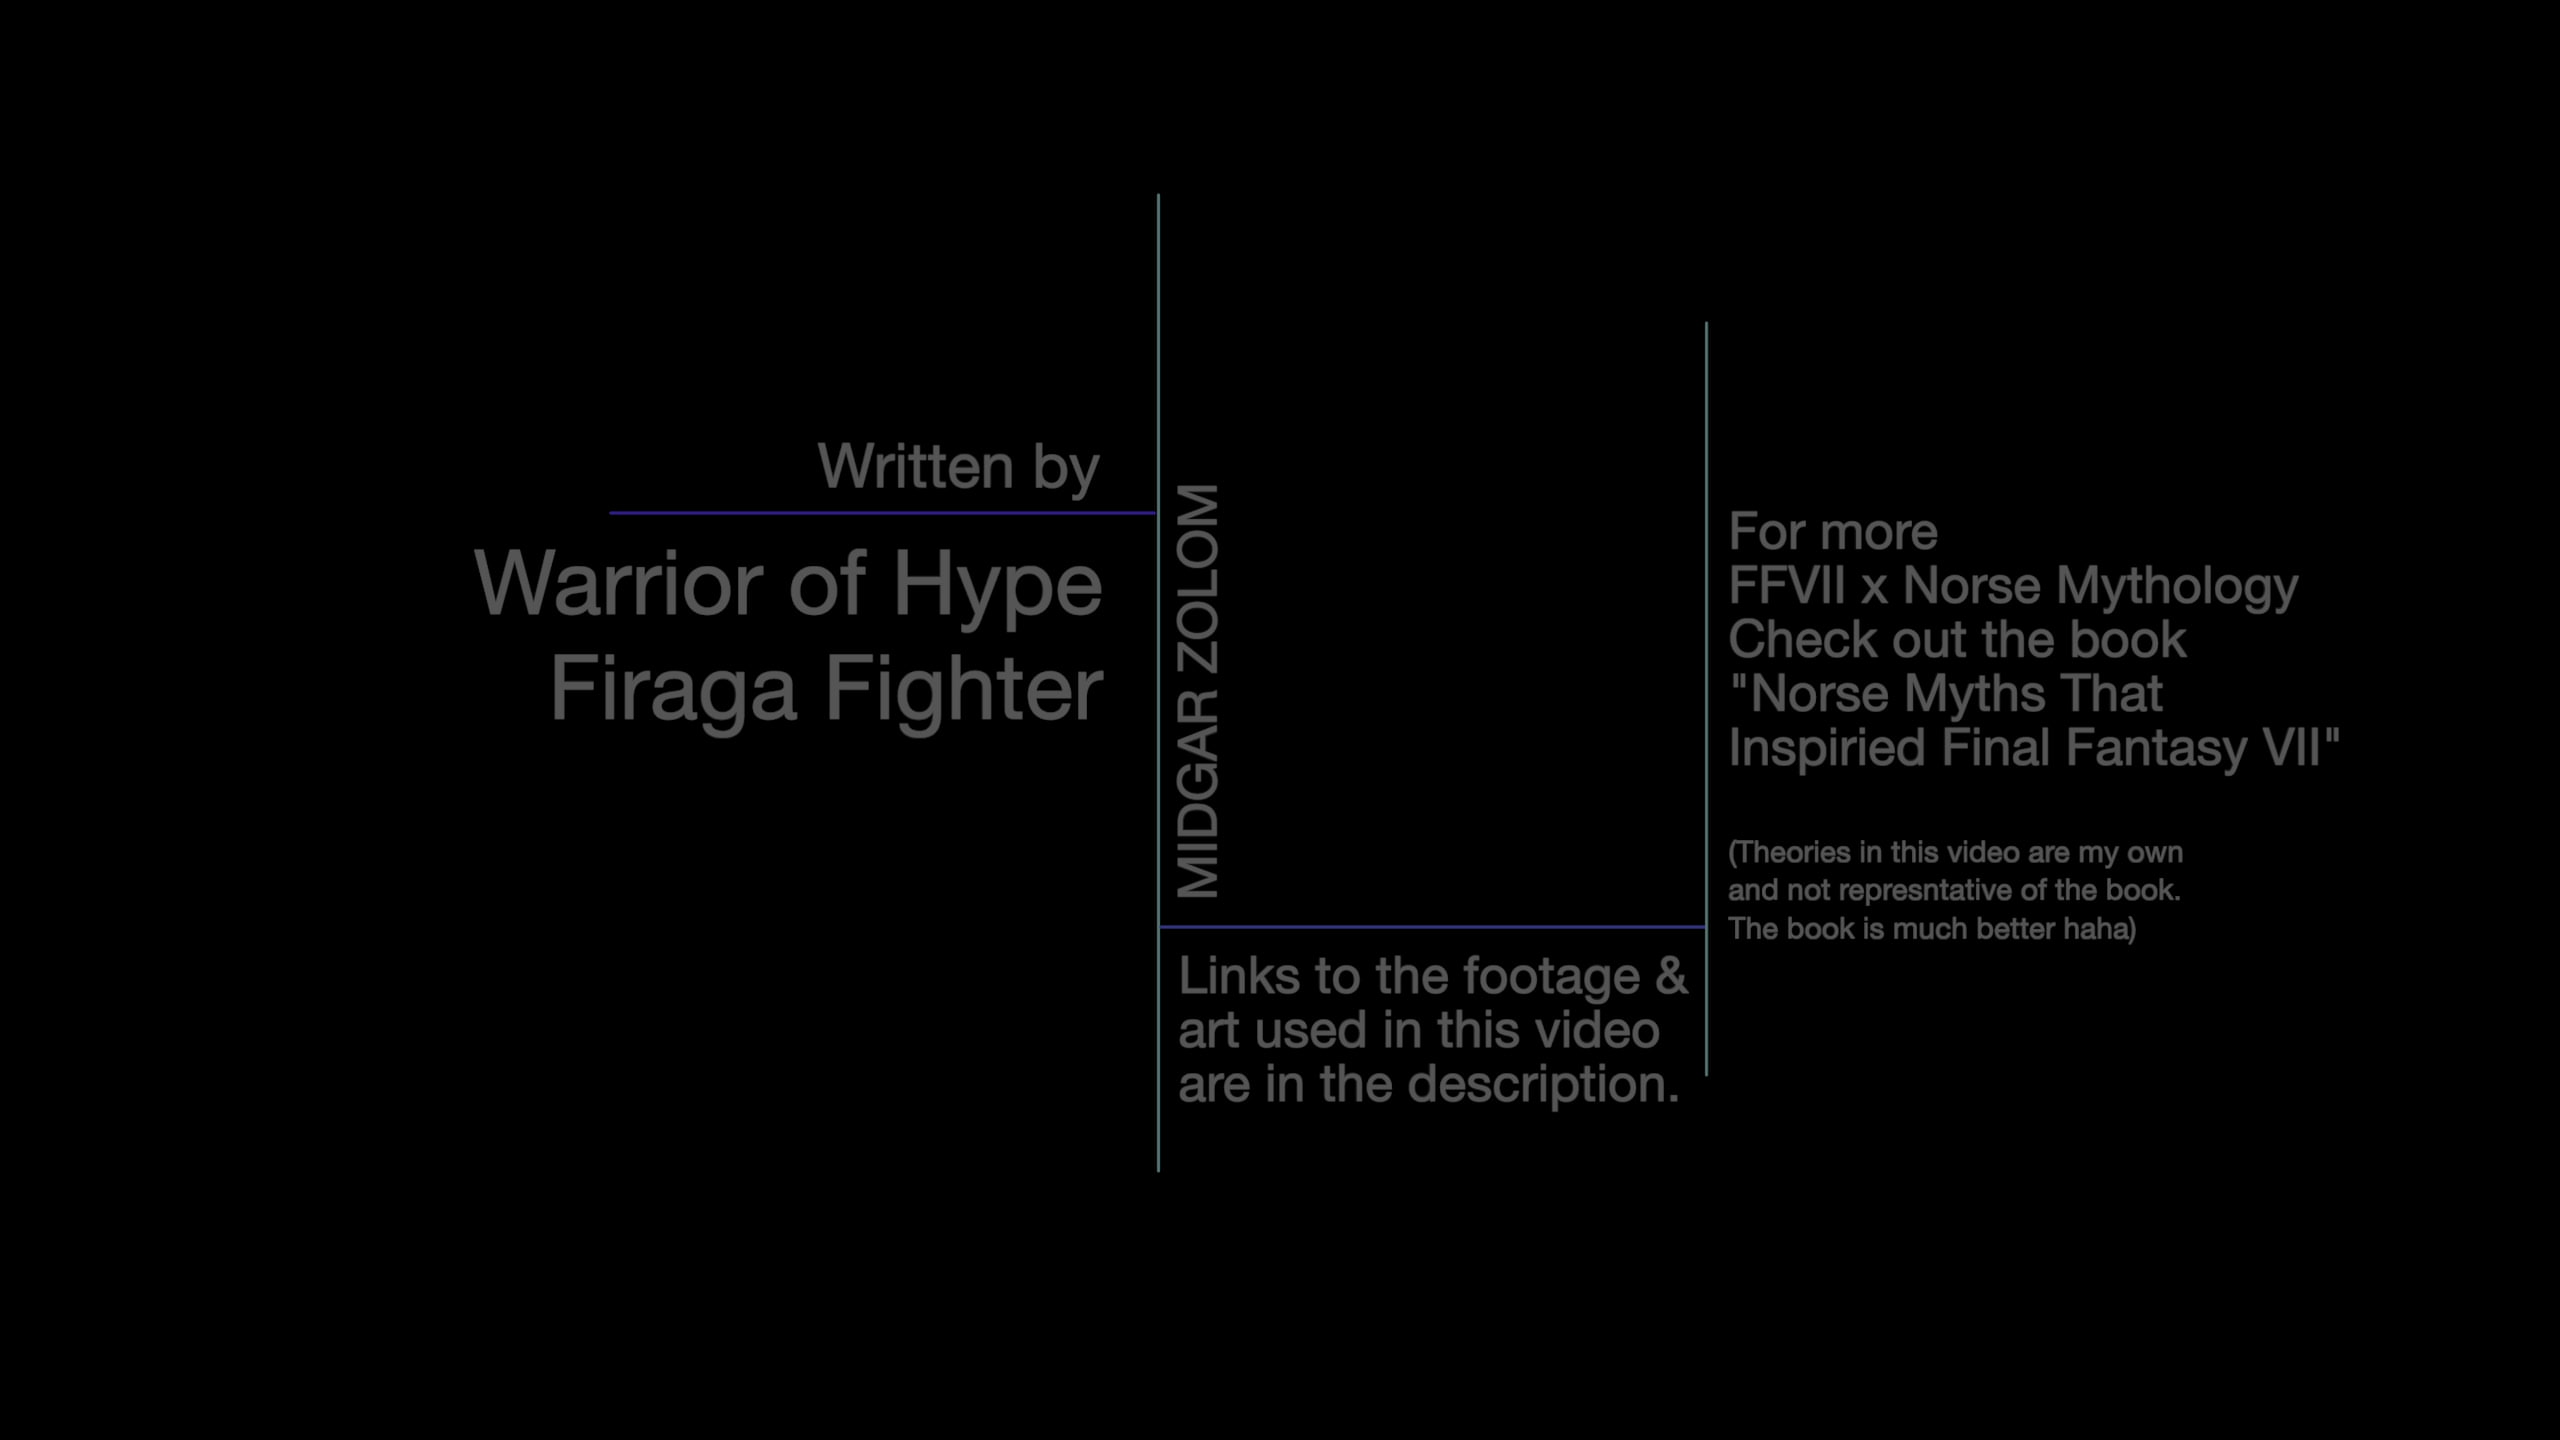 Written by
Warrior of Hype
Firaga Fighter
MIDGAR ZOLOM
Links to the footage &
art used in this video
are in the description.
For more
FFVII x Norse Mythology
Check out the book
"Norse Myths That
Inspiried Final Fantasy VII"
(Theories in this video are my own
and not represntative of the book.
The book is much better haha)